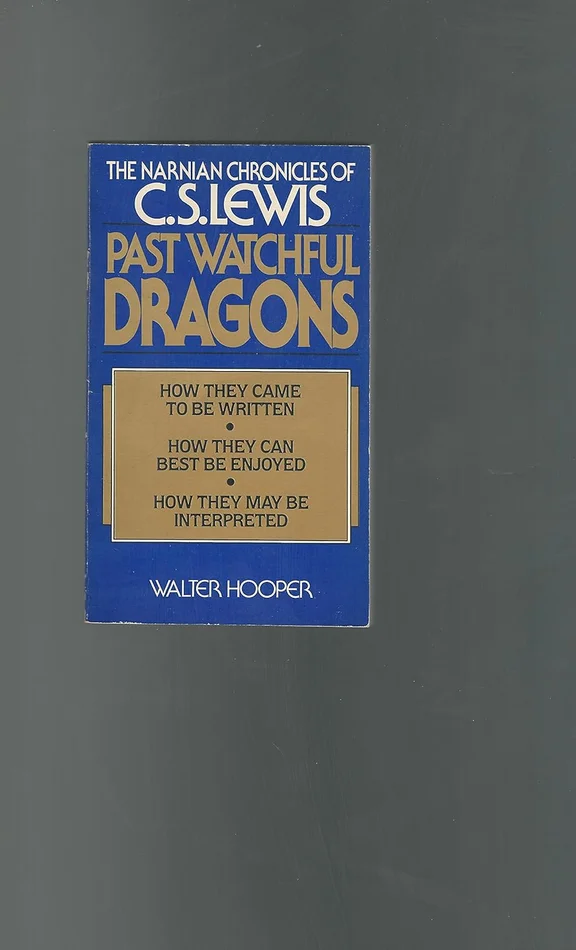 THE NARNIAN CHRONICLES OF
C.S.LEWIS
PAST WATCHFUL
DRAGONS
HOW THEY CAME
TO BE WRITTEN
•
HOW THEY CAN
BEST BE ENJOYED
•
HOW THEY MAY BE
INTERPRETED
WALTER HOOPER